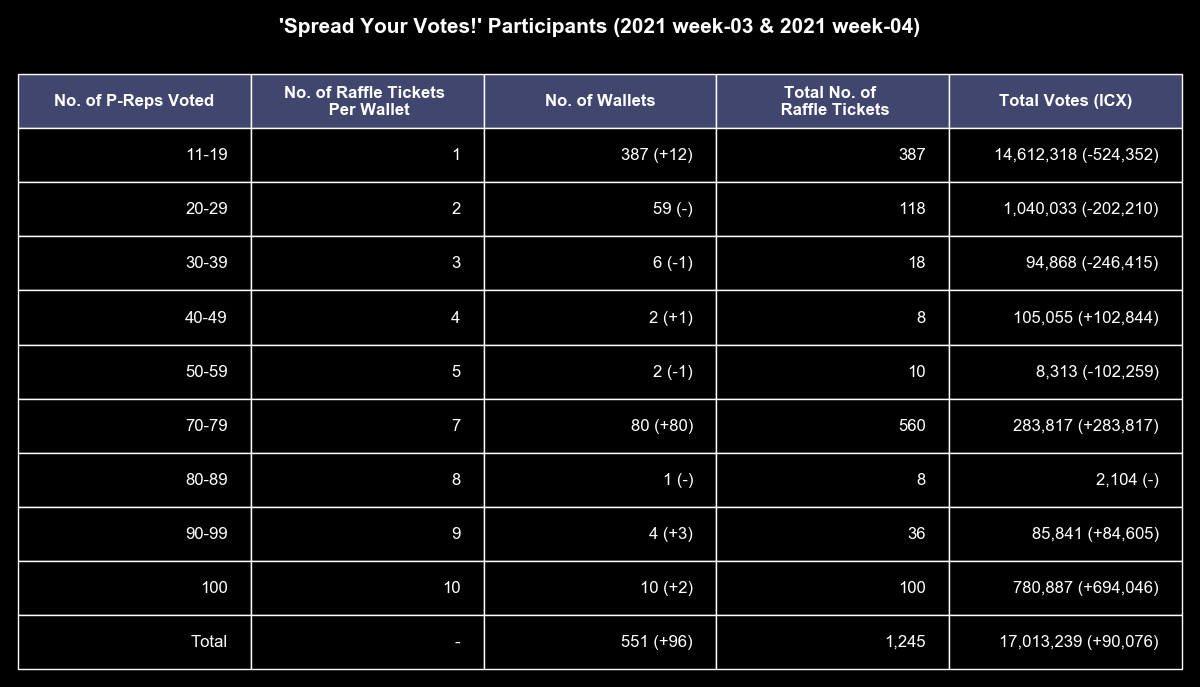 'Spread Your Votes!' Participants (2021 week-03 & 2021 week-04)
No. of P-Reps Voted | No. of Raffle Tickets Per Wallet | No. of Wallets | Total No. of Raffle Tickets | Total Votes (ICX)
11-19 | 1 | 387 (+12) | 387 | 14,612,318 (-524,352)
20-29 | 2 | 59 (-) | 118 | 1,040,033 (-202,210)
30-39 | 3 | 6 (-1) | 18 | 94,868 (-246,415)
40-49 | 4 | 2 (+1) | 8 | 105,055 (+102,844)
50-59 | 5 | 2 (-1) | 10 | 8,313 (-102,259)
70-79 | 7 | 80 (+80) | 560 | 283,817 (+283,817)
80-89 | 8 | 1 (-) | 8 | 2,104 (-)
90-99 | 9 | 4 (+3) | 36 | 85,841 (+84,605)
100 | 10 | 10 (+2) | 100 | 780,887 (+694,046)
Total | - | 551 (+96) | 1,245 | 17,013,239 (+90,076)